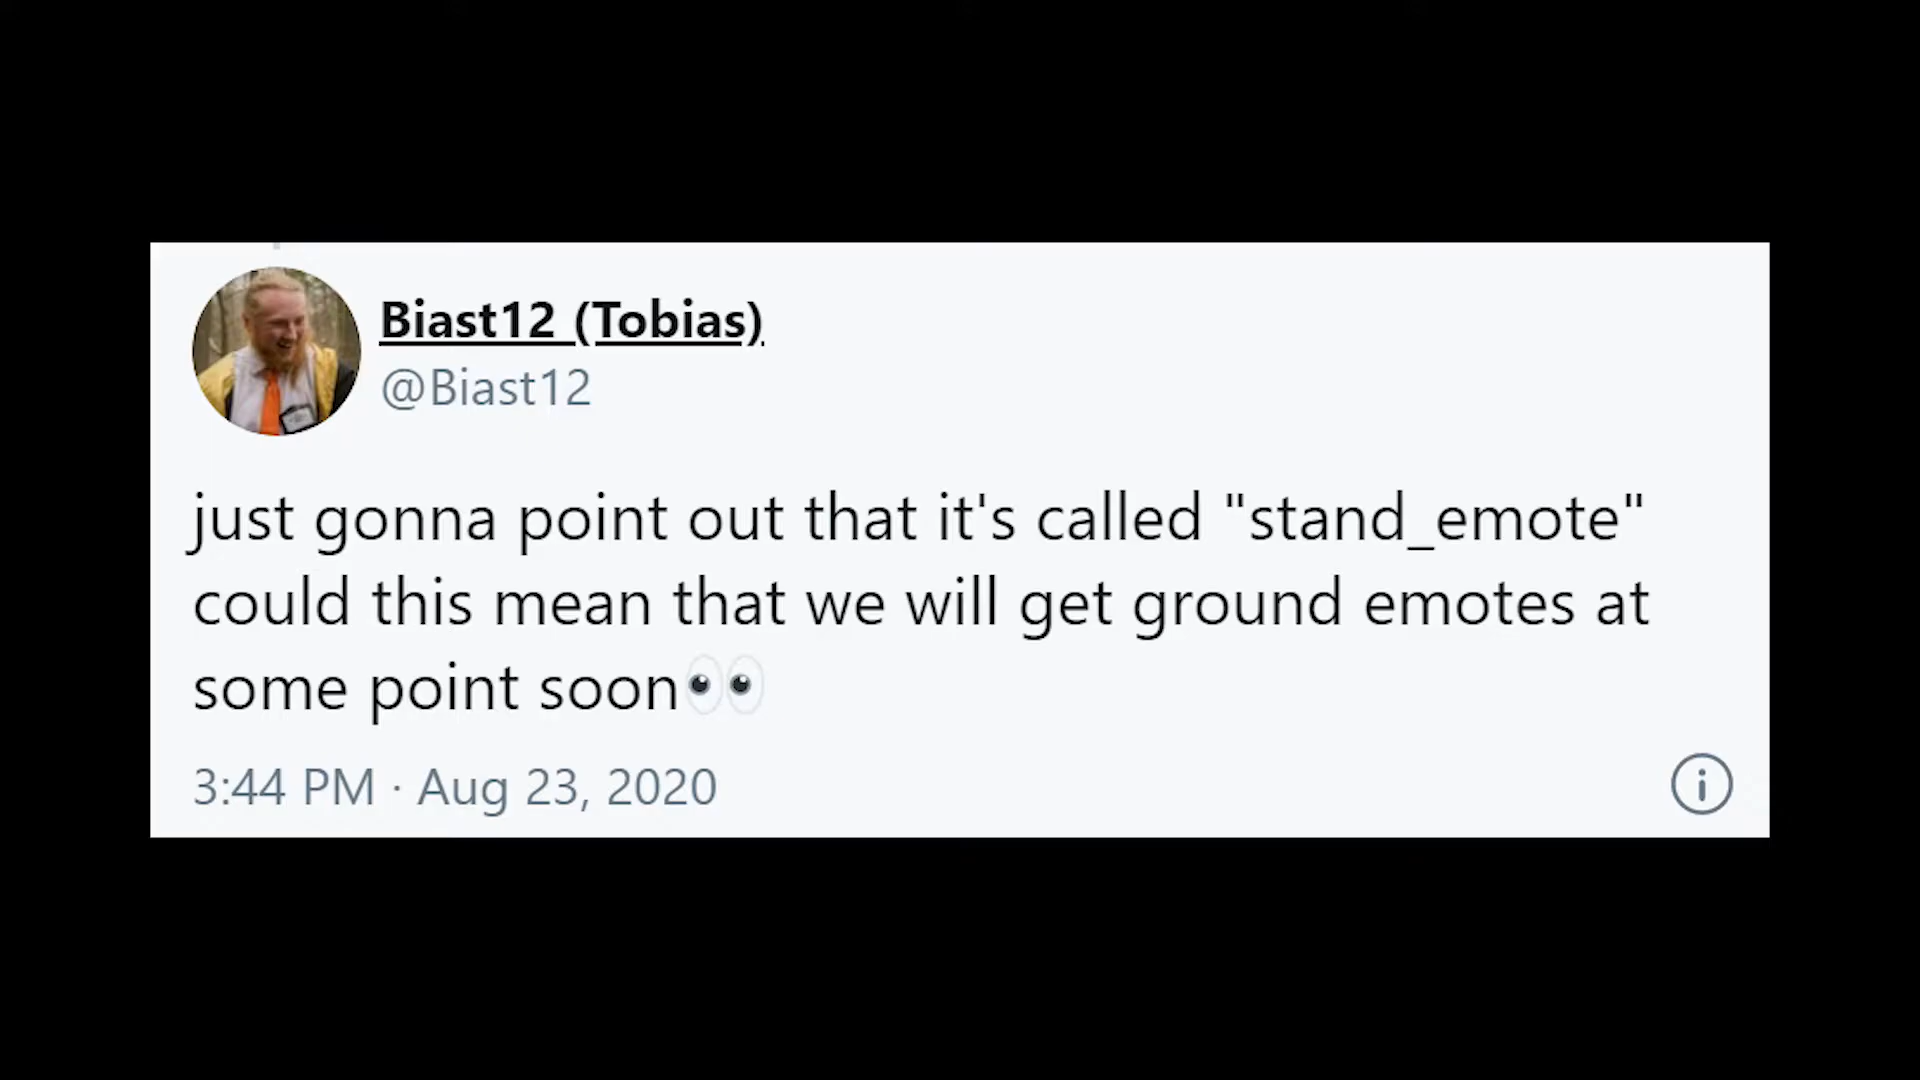 Biast12 (Tobias)
@Biast12
just gonna point out that it's called "stand_emote"
could this mean that we will get ground emotes at
some point soon👀
3:44 PM · Aug 23, 2020